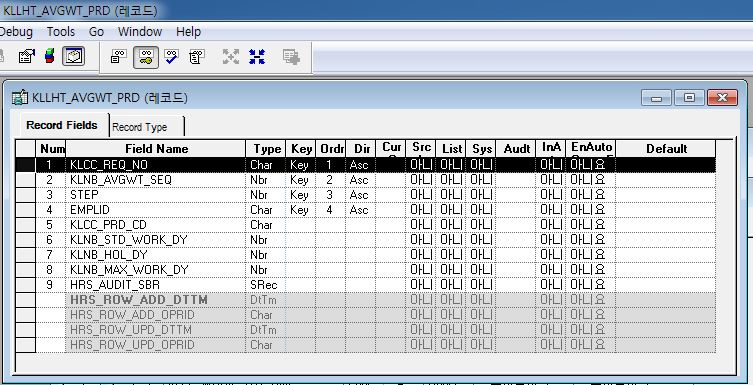 KLLHT_AVGWT_PRD (레코드)
Debug Tools Go Window Help
KLLHT_AVGWT_PRD (레코드)
Record Fields Record Type
Num Field Name Type Key Ordr Dir Cur Src List Sys Audt InA EnAuto Default
1 KLCC_REQ_NO Char Key 1 Asc 아니 아니 아니 아니 아니요
2 KLNB_AVGWT_SEQ Nbr Key 2 Asc 아니 아니 아니 아니 아니요
3 STEP Nbr Key 3 Asc 아니 아니 아니 아니 아니요
4 EMPLID Char Key 4 Asc 아니 아니 아니 아니 아니요
5 KLCC_PRD_CD Char 아니 아니 아니 아니 아니요
6 KLNB_STD_WORK_DY Nbr 아니 아니 아니 아니 아니요
7 KLNB_HOL_DY Nbr 아니 아니 아니 아니 아니요
8 KLNB_MAX_WORK_DY Nbr 아니 아니 아니 아니 아니요
9 HRS_AUDIT_SBR SRec 아니 아니 아니 아니 아니요
HRS_ROW_ADD_DTTM DtTm 아니 아니 아니 아니 아니요
HRS_ROW_ADD_OPRID Char 아니 아니 아니 아니 아니요
HRS_ROW_UPD_DTTM DtTm 아니 아니 아니 아니 아니요
HRS_ROW_UPD_OPRID Char 아니 아니 아니 아니 아니요